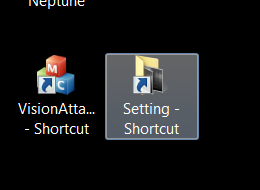 Neptune
M
C
VisionAtta...
- Shortcut
Setting -
Shortcut